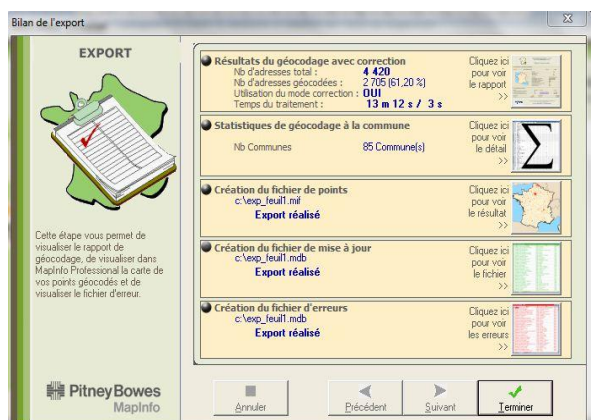 Bilan de l'export
EXPORT
Cette étape vous permet de
visualiser le rapport de
géocodage, de visualiser dans
MapInfo Professional la carte de
vos points géocodés et de
visualiser le fichier d'erreur.
Pitney Bowes
MapInfo
Résultats du géocodage avec correction
Nb d'adresses total : 4 420
Nb d'adresses géocodées : 2 705 (61,20 %)
Utilisation du mode correction : OUI
Temps du traitement : 13 m 12 s / 3 s
Cliquez ici
pour voir
le rapport
>>
Statistiques de géocodage à la commune
Nb Communes 85 Commune(s)
Cliquez ici
pour voir
le détail
>>
Σ
Création du fichier de points
c:\exp_feuil1.mif
Export réalisé
Cliquez ici
pour voir
le résultat
>>
Création du fichier de mise à jour
c:\exp_feuil1.mdb
Export réalisé
Cliquez ici
pour voir
le fichier
>>
Création du fichier d'erreurs
c:\exp_feuil1.mdb
Export réalisé
Cliquez ici
pour voir
les erreurs
>>
Annuler
Précédent
Suivant
Terminer